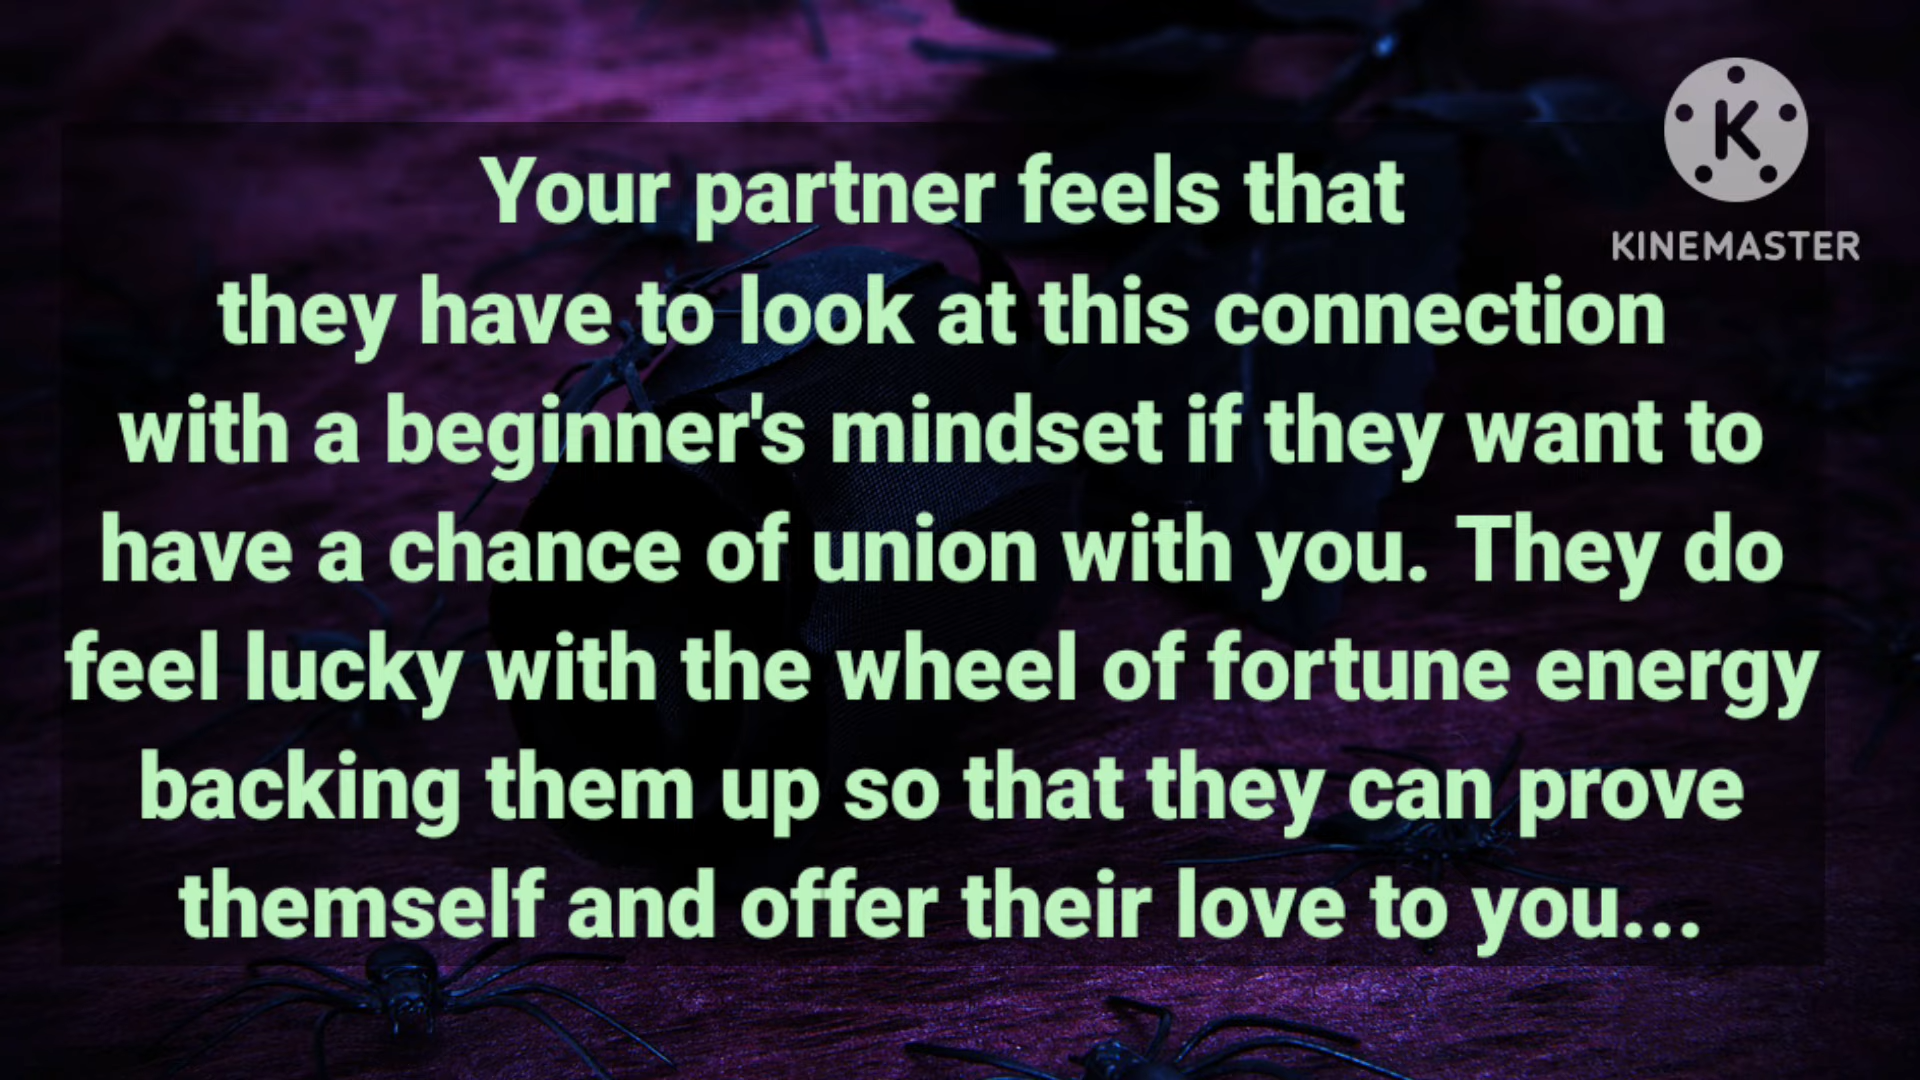 Your partner feels that
they have to look at this connection
with a beginner's mindset if they want to
have a chance of union with you. They do
feel lucky with the wheel of fortune energy
backing them up so that they can prove
themself and offer their love to you...
K
KINEMASTER